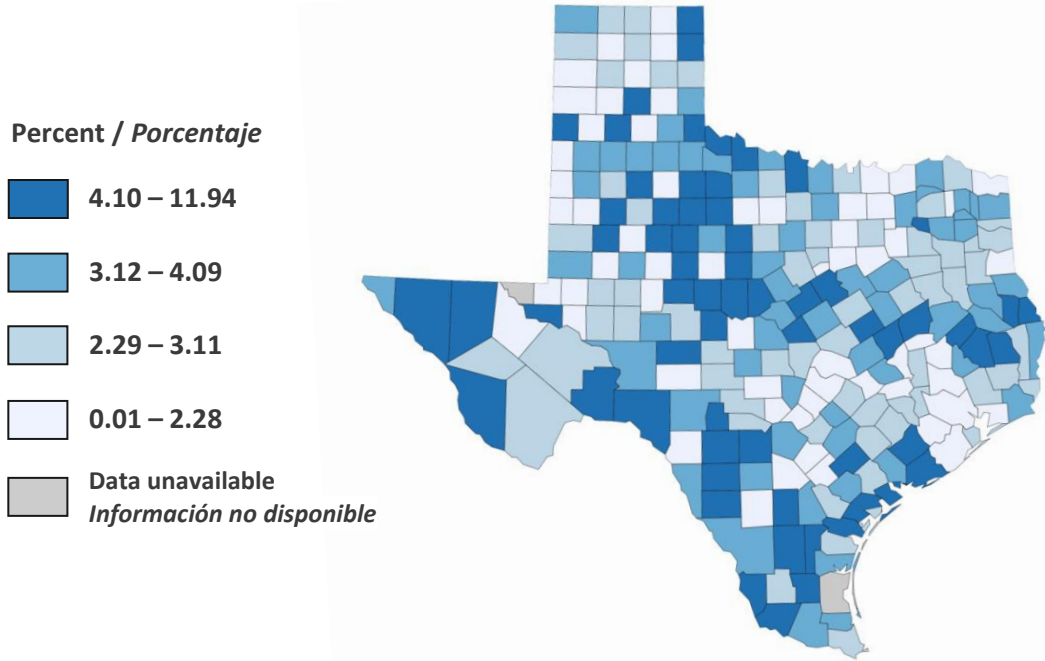 Percent / Porcentaje
4.10 – 11.94
3.12 – 4.09
2.29 – 3.11
0.01 – 2.28
Data unavailable
Información no disponible